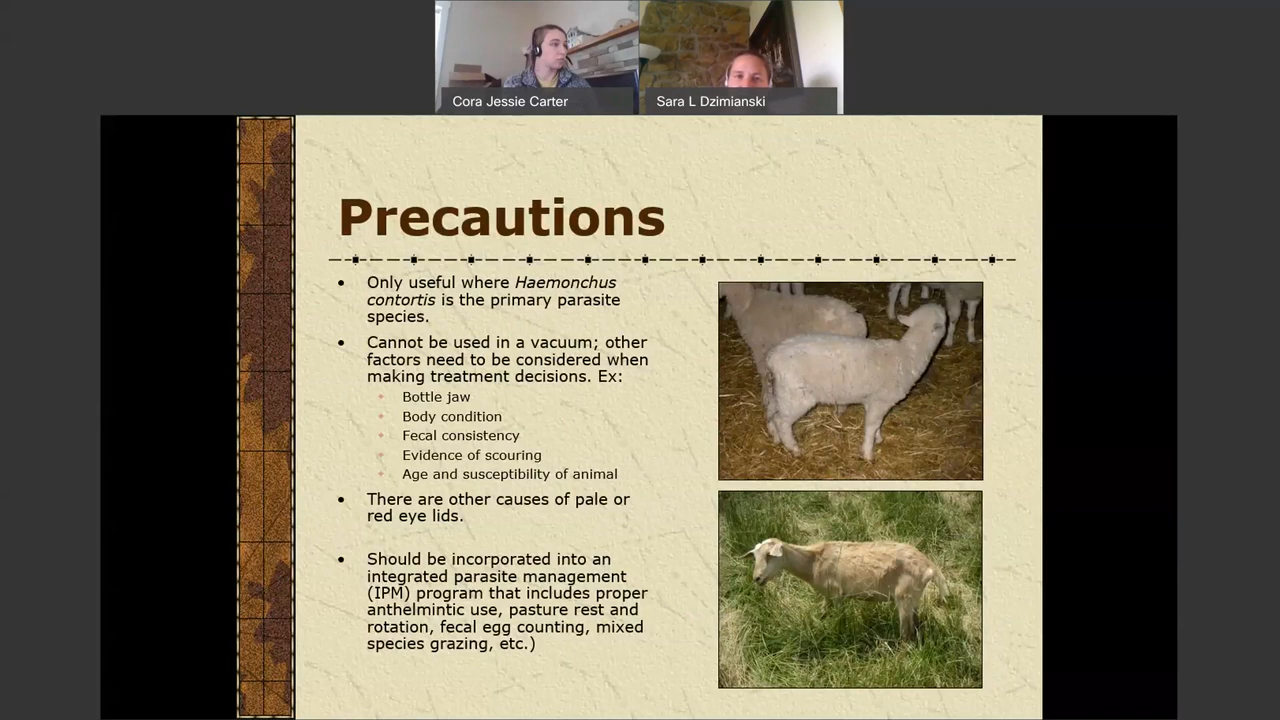 Cora Jessie Carter
Sara L Dzimianski
Precautions
• Only useful where Haemonchus
contortis is the primary parasite
species.
• Cannot be used in a vacuum; other
factors need to be considered when
making treatment decisions. Ex:
Bottle jaw
Body condition
Fecal consistency
Evidence of scouring
Age and susceptibility of animal
• There are other causes of pale or
red eye lids.
• Should be incorporated into an
integrated parasite management
(IPM) program that includes proper
anthelmintic use, pasture rest and
rotation, fecal egg counting, mixed
species grazing, etc.)